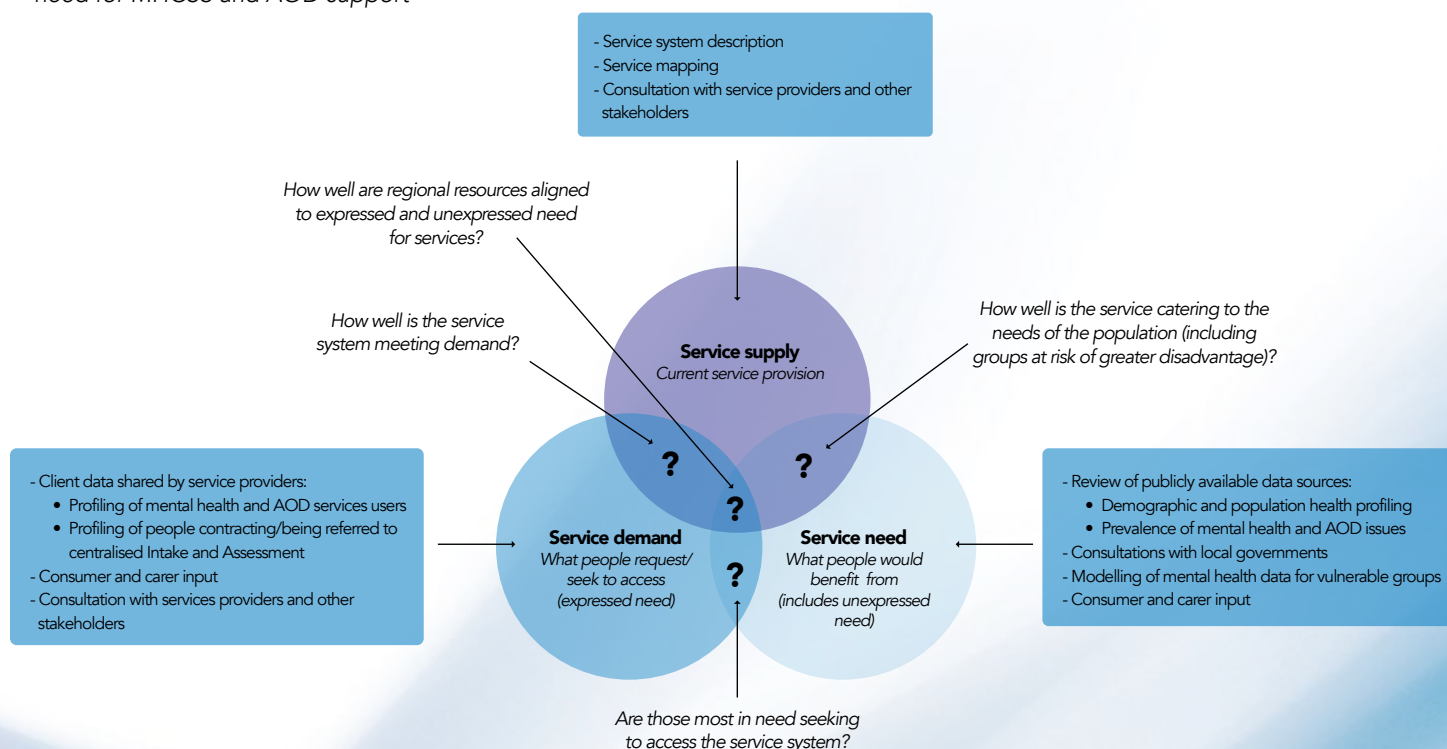 need for MHCSS and AOD support
- Service system description
- Service mapping
- Consultation with service providers and other
stakeholders
How well are regional resources aligned
to expressed and unexpressed need
for services?
How well is the service
system meeting demand?
How well is the service catering to the
needs of the population (including
groups at risk of greater disadvantage)?
Service supply
Current service provision
?
?
?
?
- Client data shared by service providers:
• Profiling of mental health and AOD services users
• Profiling of people contracting/being referred to
centralised Intake and Assessment
- Consumer and carer input
- Consultation with services providers and other
stakeholders
Service demand
What people request/
seek to access
(expressed need)
Service need
What people would
benefit from
(includes unexpressed
need)
- Review of publicly available data sources:
• Demographic and population health profiling
• Prevalence of mental health and AOD issues
- Consultations with local governments
- Modelling of mental health data for vulnerable groups
- Consumer and carer input
Are those most in need seeking
to access the service system?